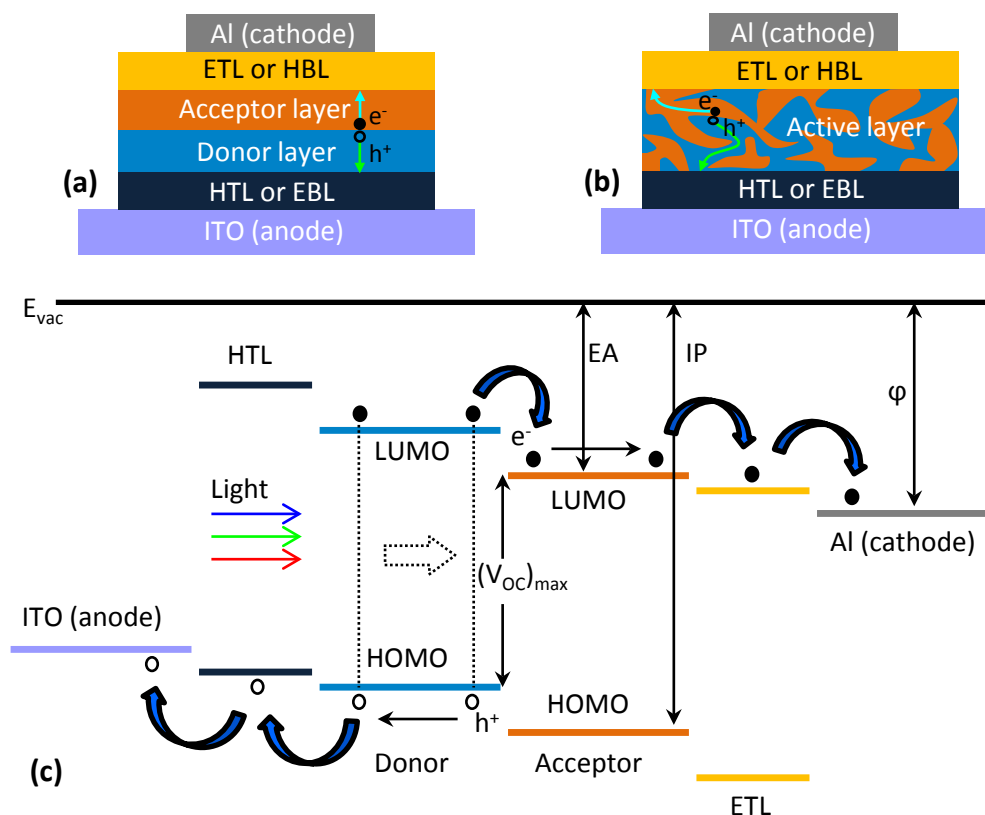 Al (cathode)
ETL or HBL
Acceptor layer
e-
Donor layer
h+
HTL or EBL
ITO (anode)
(a)
Al (cathode)
ETL or HBL
e-
h+
Active layer
HTL or EBL
ITO (anode)
(b)
Evac
HTL
EA
IP
φ
LUMO
e-
LUMO
Light
Al (cathode)
(VOC)max
ITO (anode)
HOMO
h+
HOMO
Donor
Acceptor
ETL
(c)